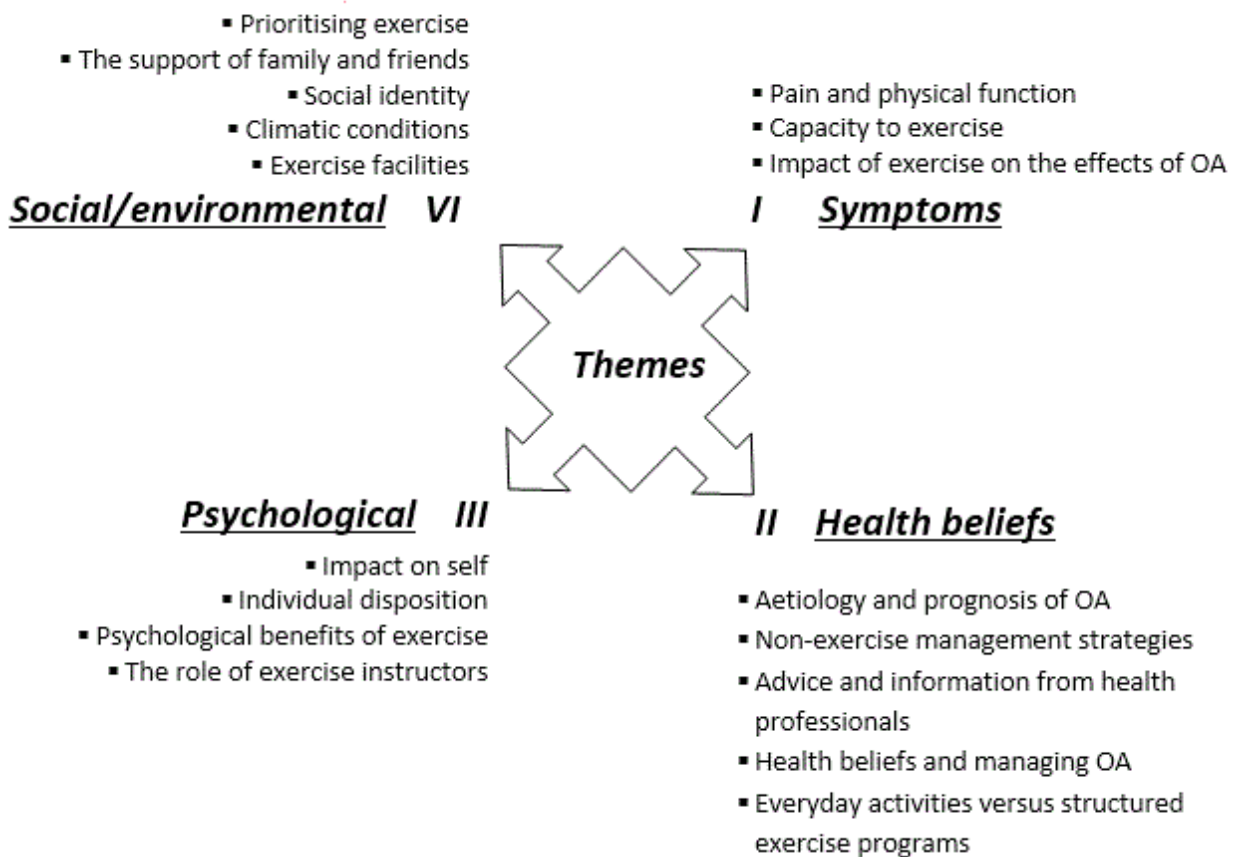 ▪ Prioritising exercise
▪ The support of family and friends
▪ Social identity
▪ Climatic conditions
▪ Exercise facilities
Social/environmental VI
▪ Pain and physical function
▪ Capacity to exercise
▪ Impact of exercise on the effects of OA
I Symptoms
Themes
Psychological III
▪ Impact on self
▪ Individual disposition
▪ Psychological benefits of exercise
▪ The role of exercise instructors
II Health beliefs
▪ Aetiology and prognosis of OA
▪ Non-exercise management strategies
▪ Advice and information from health
professionals
▪ Health beliefs and managing OA
▪ Everyday activities versus structured
exercise programs